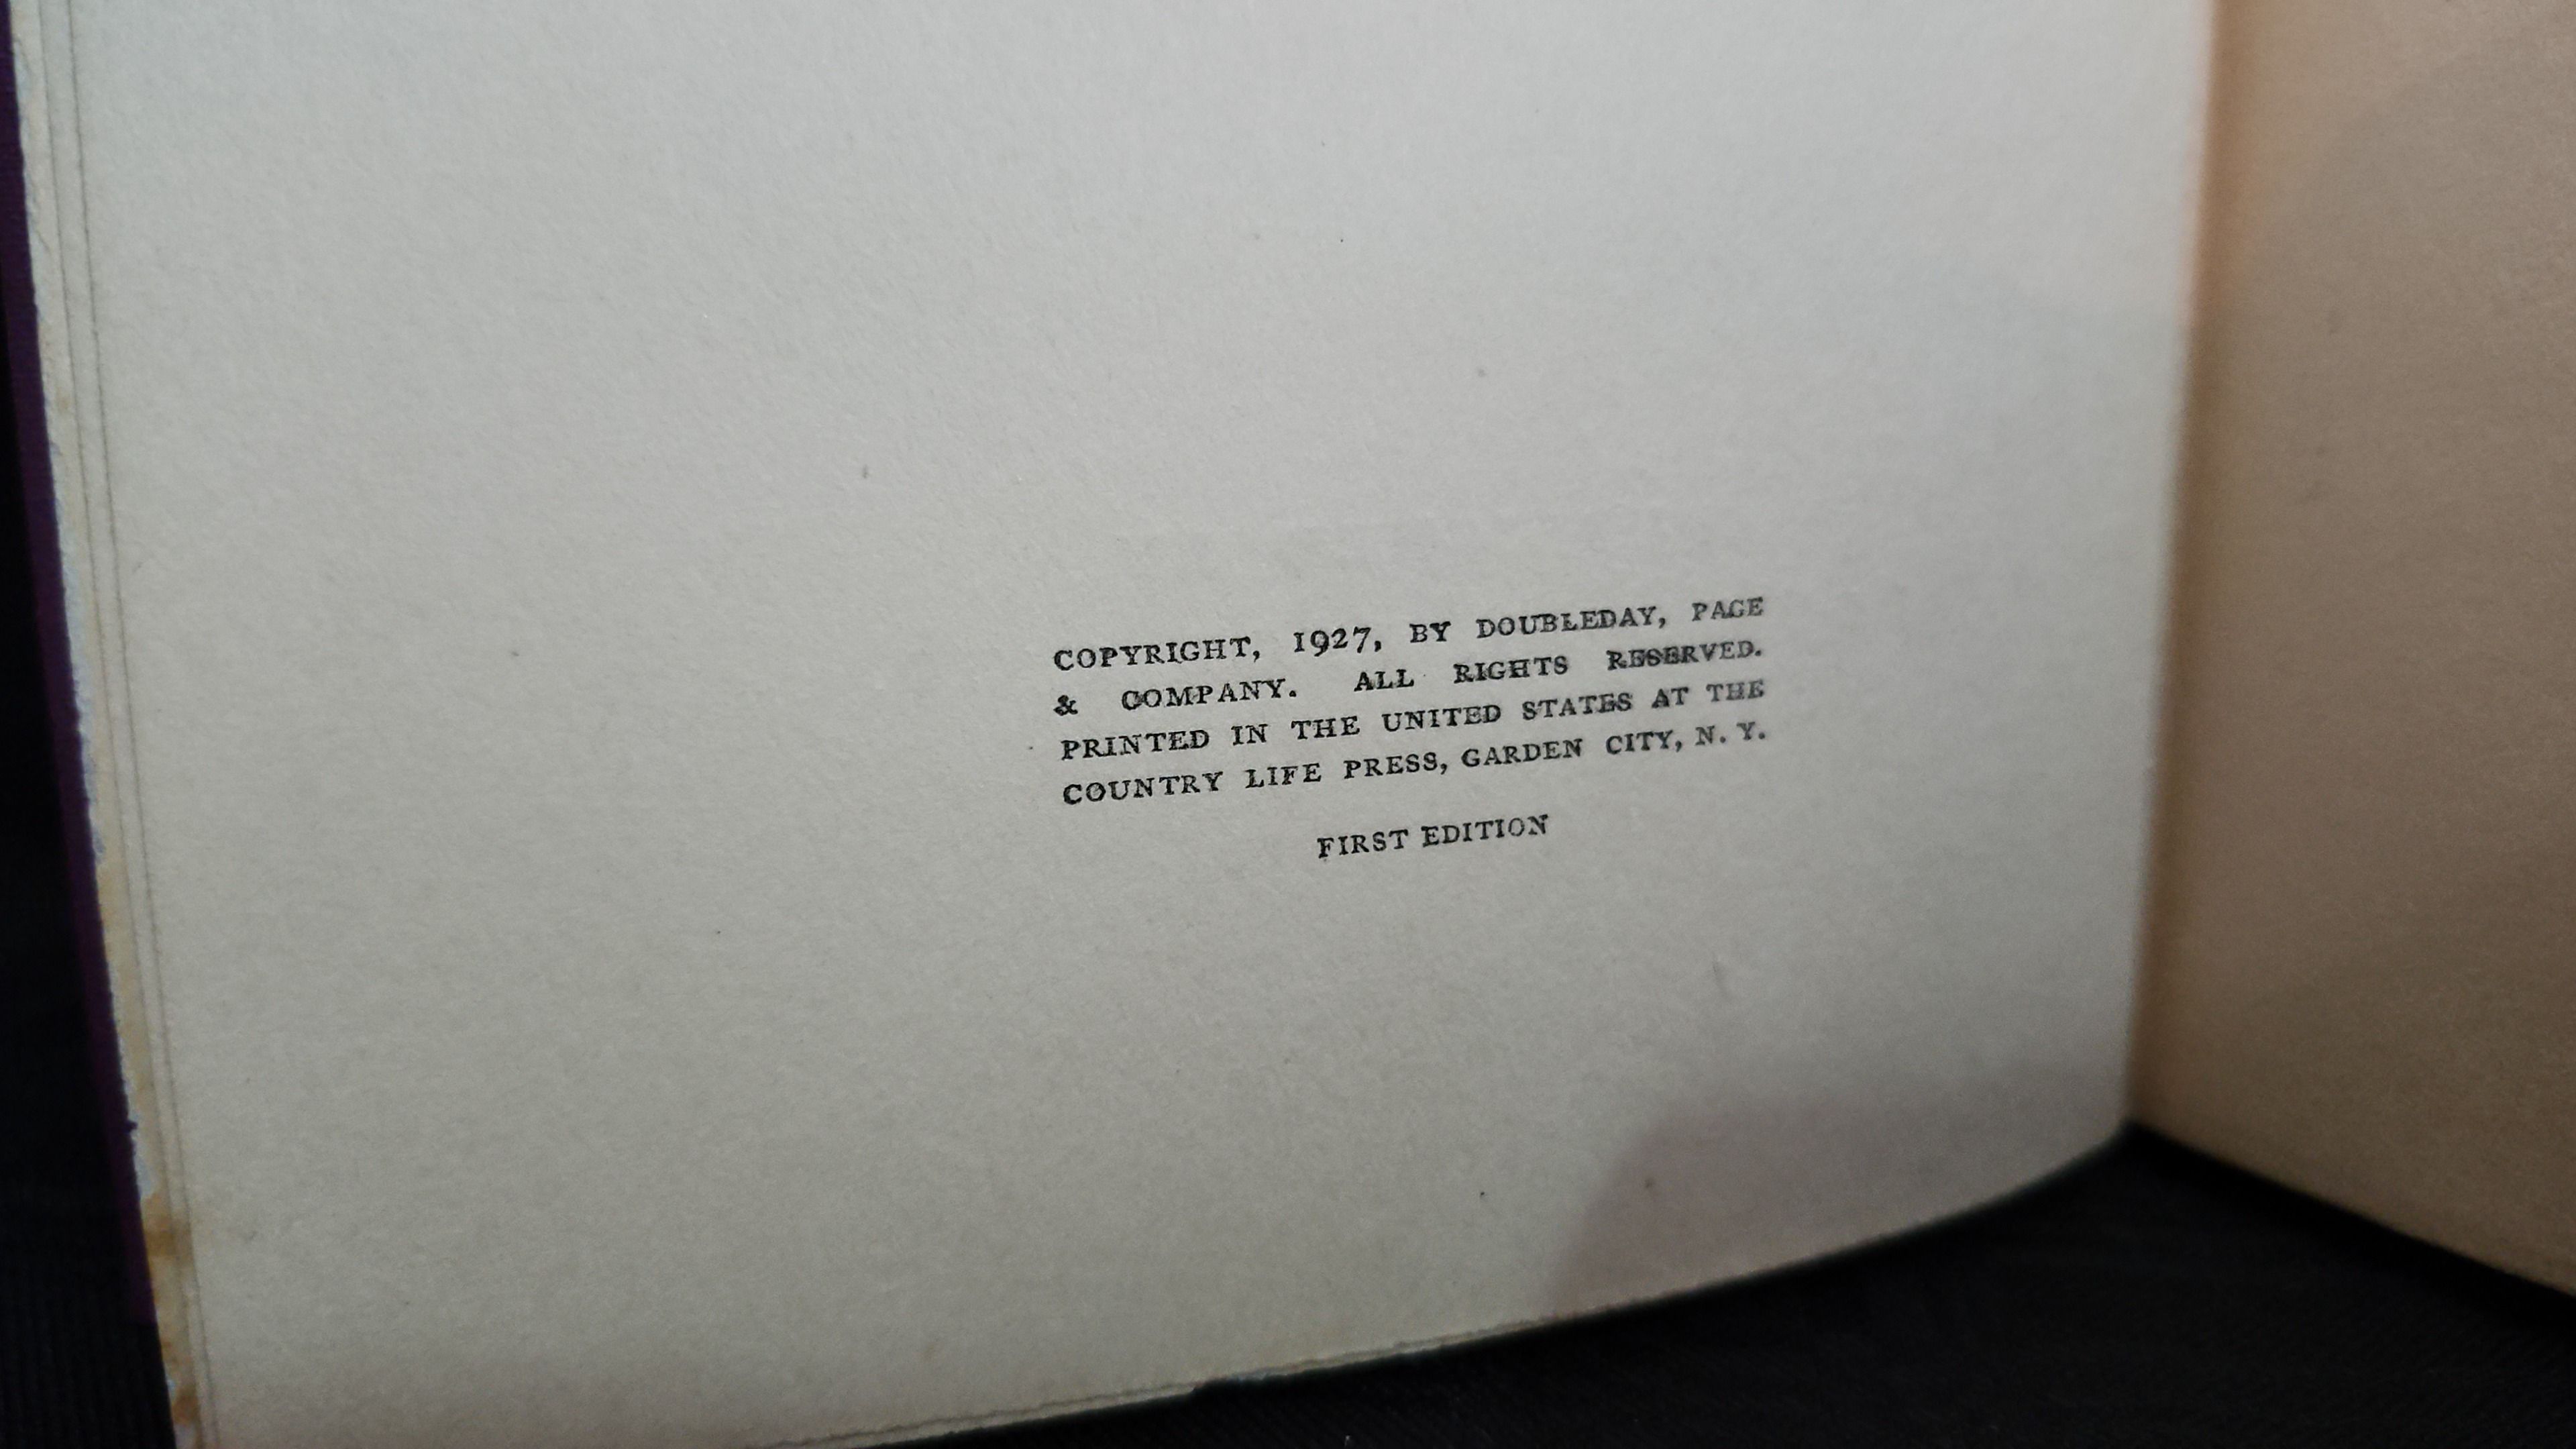 COPYRIGHT, 1927, BY DOUBLEDAY, PAGE
& COMPANY. ALL RIGHTS RESERVED.
PRINTED IN THE UNITED STATES AT THE
COUNTRY LIFE PRESS, GARDEN CITY, N. Y.
FIRST EDITION